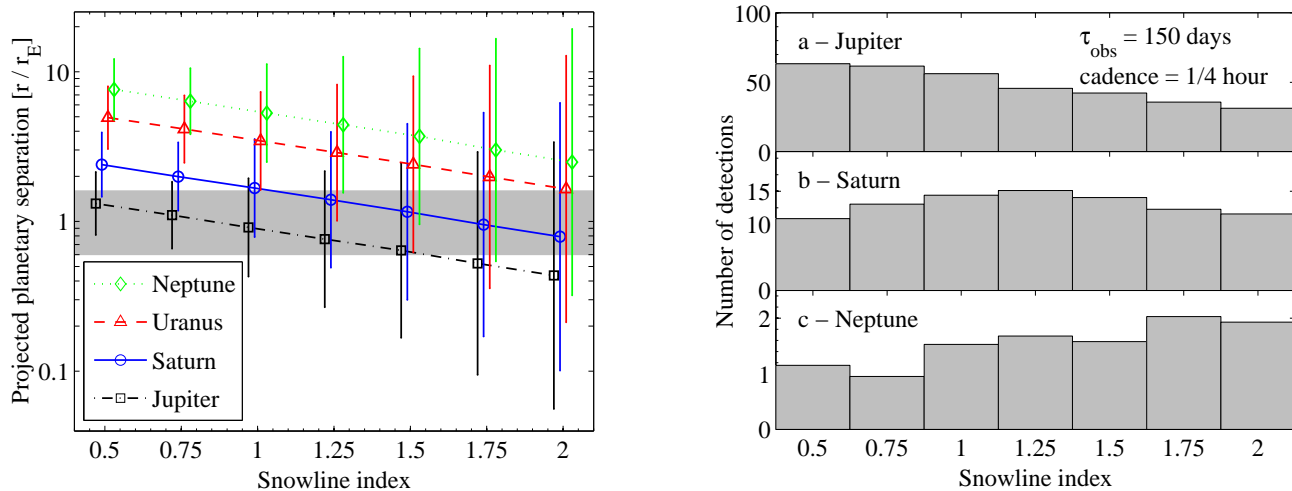 Projected planetary separation [r / r_E]
10
1
0.1
Neptune
Uranus
Saturn
Jupiter
0.5 0.75 1 1.25 1.5 1.75 2
Snowline index
Number of detections
100
50
0
a – Jupiter
τ_obs = 150 days
cadence = 1/4 hour
15
10
0
b – Saturn
2
1
0
c – Neptune
0.5 0.75 1 1.25 1.5 1.75 2
Snowline index